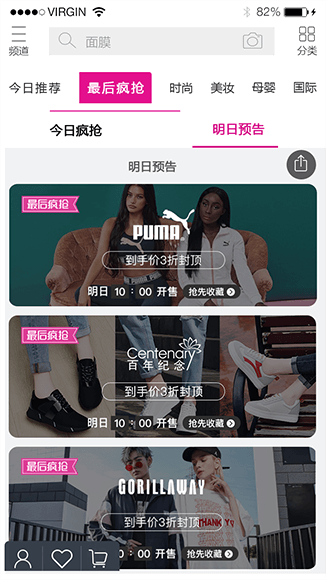 VIRGIN 82%
频道 面膜 分类
今日推荐 最后疯抢 时尚 美妆 母婴 国际
今日疯抢 明日预告
明日预告
最后疯抢
PUMA
到手价3折封顶
明日 10:00 开售 抢先收藏
最后疯抢
Centenary
百年纪念
到手价3折封顶
明日 10:00 开售 抢先收藏
最后疯抢
GORILLAWAY
到手价3折封顶
THANK YO
明日 10:00 开售 抢先收藏